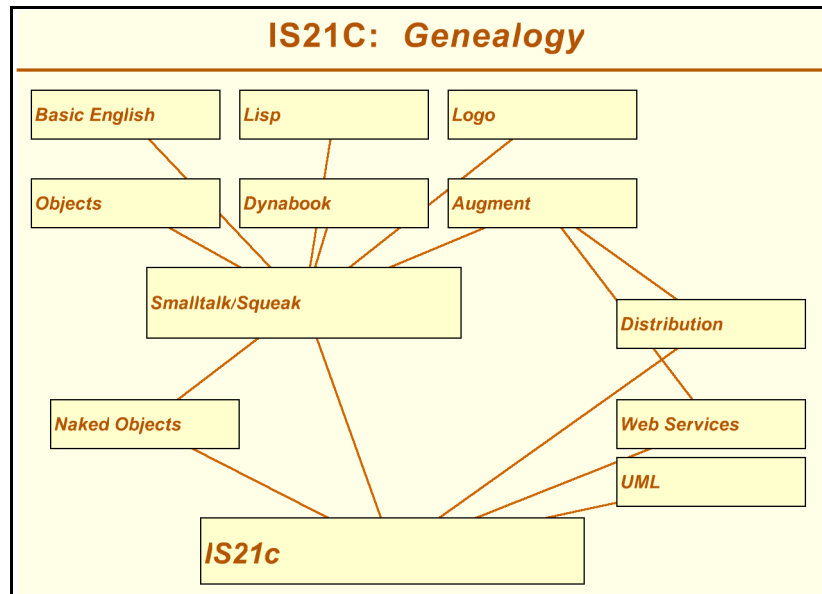 IS21C: Genealogy
Basic English
Lisp
Logo
Objects
Dynabook
Augment
Smalltalk/Squeak
Distribution
Naked Objects
Web Services
UML
IS21c